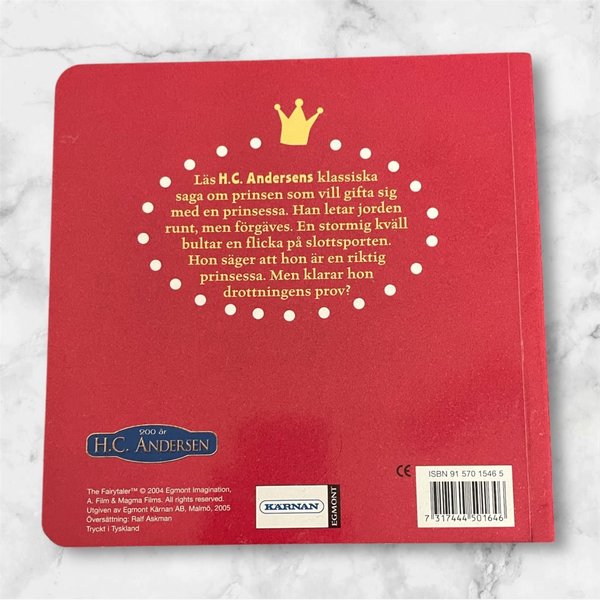 Läs H.C. Andersens klassiska
saga om prinsen som vill gifta sig
med en prinsessa. Han letar jorden
runt, men förgäves. En stormig kväll
bultar en flicka på slottsporten.
Hon säger att hon är en riktig
prinsessa. Men klarar hon
drottningens prov?
200 år
H.C. ANDERSEN
The Fairytaler™ © 2004 Egmont Imagination,
A. Film & Magma Films. All rights reserved.
Utgiven av Egmont Kärnan AB, Malmö, 2005
Översättning: Ralf Askman
Tryckt i Tyskland
KÄRNAN
EGMONT
CE
ISBN 91 570 1546 5
7 317444 501646